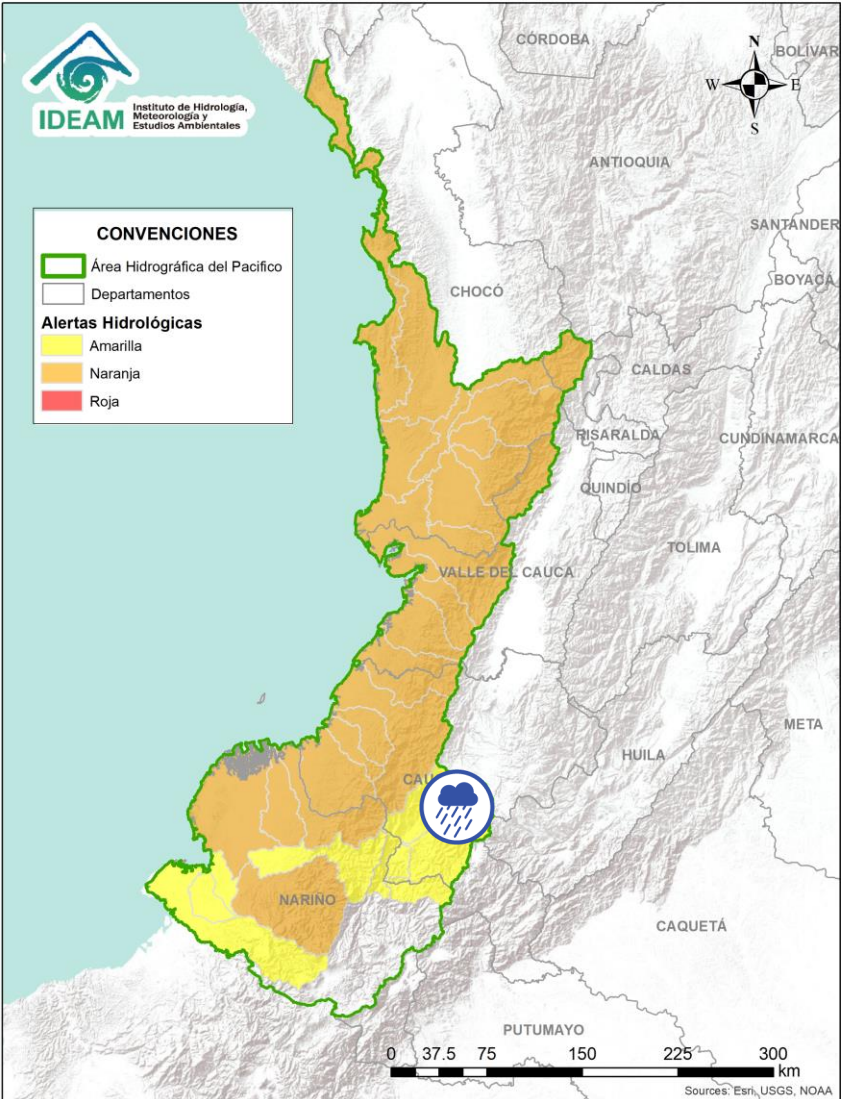 IDEAM
Instituto de Hidrología,
Meteorología y
Estudios Ambientales
N
W
E
S
CONVENCIONES
Área Hidrográfica del Pacifico
Departamentos
Alertas Hidrológicas
Amarilla
Naranja
Roja
CÓRDOBA
BOLÍVAR
ANTIOQUIA
SANTANDER
BOYACÁ
CHOCÓ
CALDAS
RISARALDA
CUNDINAMARCA
QUINDÍO
TOLIMA
VALLE DEL CAUCA
META
HUILA
CAU
NARIÑO
CAQUETÁ
PUTUMAYO
0 37.5 75 150 225 300
km
Sources: Esri, USGS, NOAA